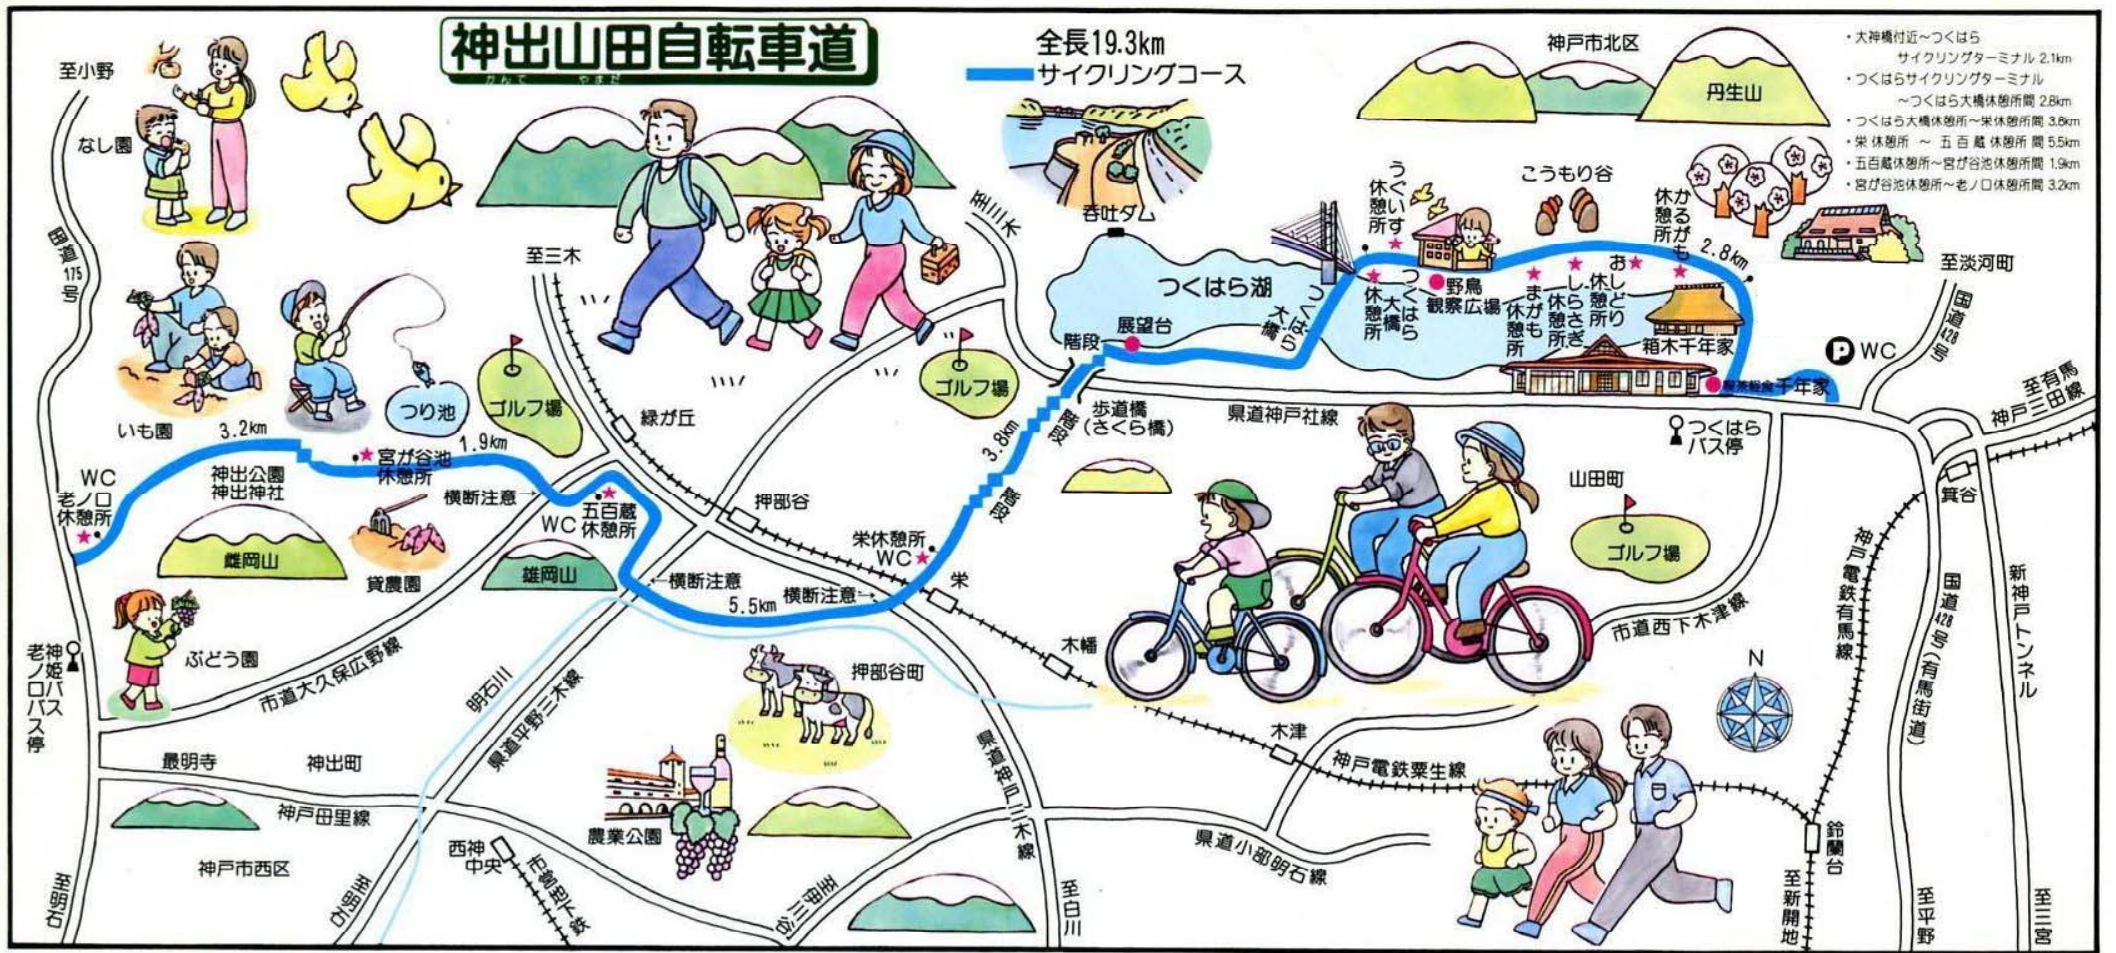 神出山田自転車道
かんで やまだ
全長19.3km
サイクリングコース
・大神橋付近～つくはら
サイクリングターミナル 2.1km
・つくはらサイクリングターミナル
～つくはら大橋休憩所間 2.8km
・つくはら大橋休憩所～栄休憩所間 3.8km
・栄休憩所 ～ 五百蔵休憩所間 5.5km
・五百蔵休憩所～宮が谷池休憩所間 1.9km
・宮が谷池休憩所～老ノ口休憩所間 3.2km
神戸市北区
丹生山
至小野
なし園
国道175号
いも園
つり池
ゴルフ場
至三木
緑が丘
至三木
ゴルフ場
呑吐ダム
つくはら湖
展望台
階段
つくはら大橋
うぐいす
休憩所
つくはら
大橋
休憩所
野鳥
観察広場
こうもり谷
まがも
休憩所
しらさぎ
休憩所
おしどり
休憩所
かるがも
休憩所
2.8km
箱木千年家
喫茶軽食千年家
P WC
至淡河町
国道428号
至有馬
神戸三田線
箕谷
つくはら
バス停
県道神戸社線
歩道橋
(さくら橋)
階段
3.8km
階段
栄休憩所
WC
栄
押部谷
3.2km
1.9km
宮が谷池
休憩所
神出公園
神出神社
WC
老ノ口
休憩所
雌岡山
貸農園
横断注意
WC
五百蔵
休憩所
雄岡山
横断注意
5.5km
横断注意
ぶどう園
神姫バス
老ノ口バス停
市道大久保広野線
明石川
県道平野三木線
押部谷町
木幡
木津
神戸電鉄粟生線
県道神戸三木線
山田町
ゴルフ場
市道西下木津線
神戸電鉄有馬線
国道428号(有馬街道)
新神戸トンネル
N
最明寺
神出町
神戸母里線
神戸市西区
農業公園
西神
中央
市営地下鉄
至明石
至明石
至伊川谷
至白川
県道小部明石線
鈴蘭台
至新開地
至平野
至三宮